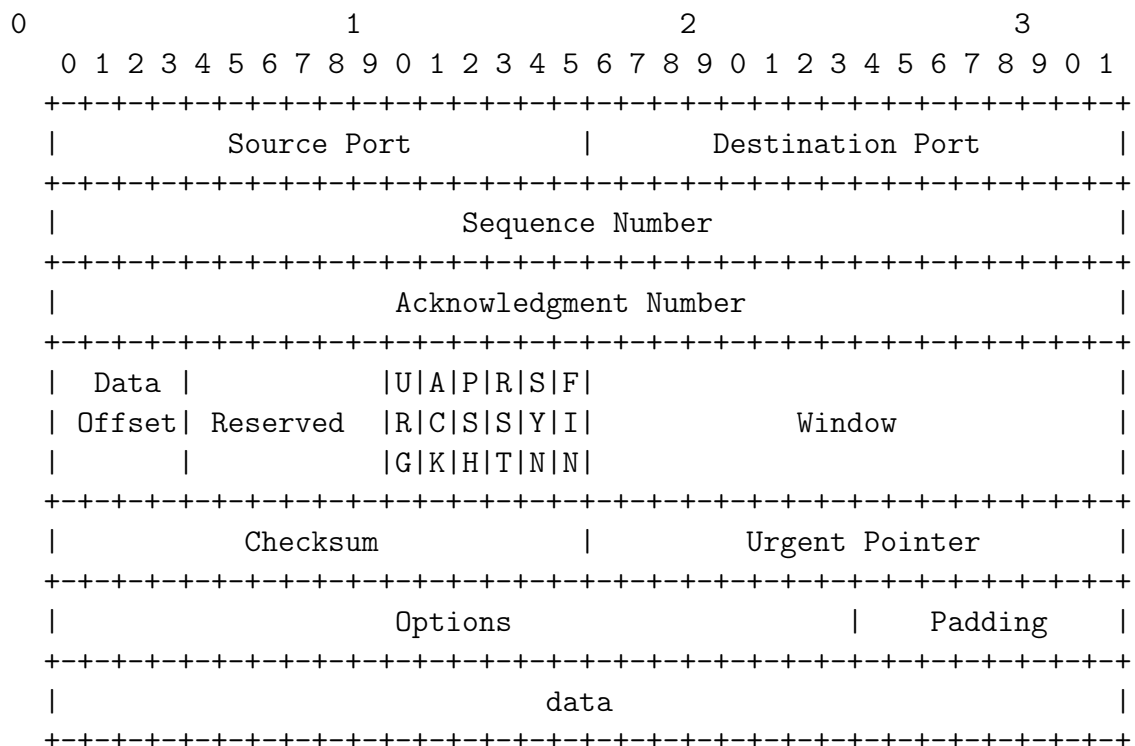 0                   1                   2                   3
   0 1 2 3 4 5 6 7 8 9 0 1 2 3 4 5 6 7 8 9 0 1 2 3 4 5 6 7 8 9 0 1
  +-+-+-+-+-+-+-+-+-+-+-+-+-+-+-+-+-+-+-+-+-+-+-+-+-+-+-+-+-+-+-+-+
  |          Source Port          |       Destination Port        |
  +-+-+-+-+-+-+-+-+-+-+-+-+-+-+-+-+-+-+-+-+-+-+-+-+-+-+-+-+-+-+-+-+
  |                        Sequence Number                        |
  +-+-+-+-+-+-+-+-+-+-+-+-+-+-+-+-+-+-+-+-+-+-+-+-+-+-+-+-+-+-+-+-+
  |                    Acknowledgment Number                      |
  +-+-+-+-+-+-+-+-+-+-+-+-+-+-+-+-+-+-+-+-+-+-+-+-+-+-+-+-+-+-+-+-+
  |  Data |           |U|A|P|R|S|F|                               |
  | Offset| Reserved  |R|C|S|S|Y|I|            Window             |
  |       |           |G|K|H|T|N|N|                               |
  +-+-+-+-+-+-+-+-+-+-+-+-+-+-+-+-+-+-+-+-+-+-+-+-+-+-+-+-+-+-+-+-+
  |           Checksum            |         Urgent Pointer        |
  +-+-+-+-+-+-+-+-+-+-+-+-+-+-+-+-+-+-+-+-+-+-+-+-+-+-+-+-+-+-+-+-+
  |                    Options                    |    Padding    |
  +-+-+-+-+-+-+-+-+-+-+-+-+-+-+-+-+-+-+-+-+-+-+-+-+-+-+-+-+-+-+-+-+
  |                             data                              |
  +-+-+-+-+-+-+-+-+-+-+-+-+-+-+-+-+-+-+-+-+-+-+-+-+-+-+-+-+-+-+-+-+